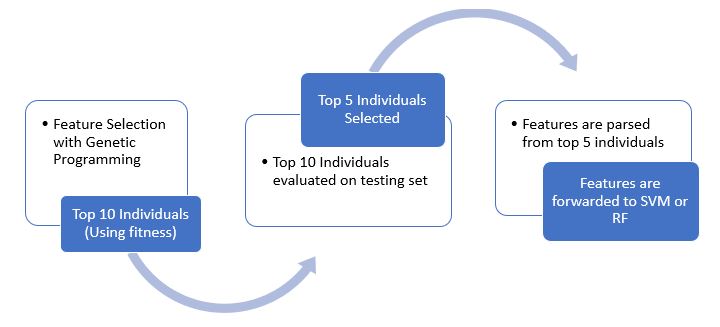 • Feature Selection
with Genetic
Programming
Top 10 Individuals
(Using fitness)
Top 5 Individuals
Selected
• Top 10 Individuals
evaluated on testing set
• Features are parsed
from top 5 individuals
Features are
forwarded to SVM or
RF